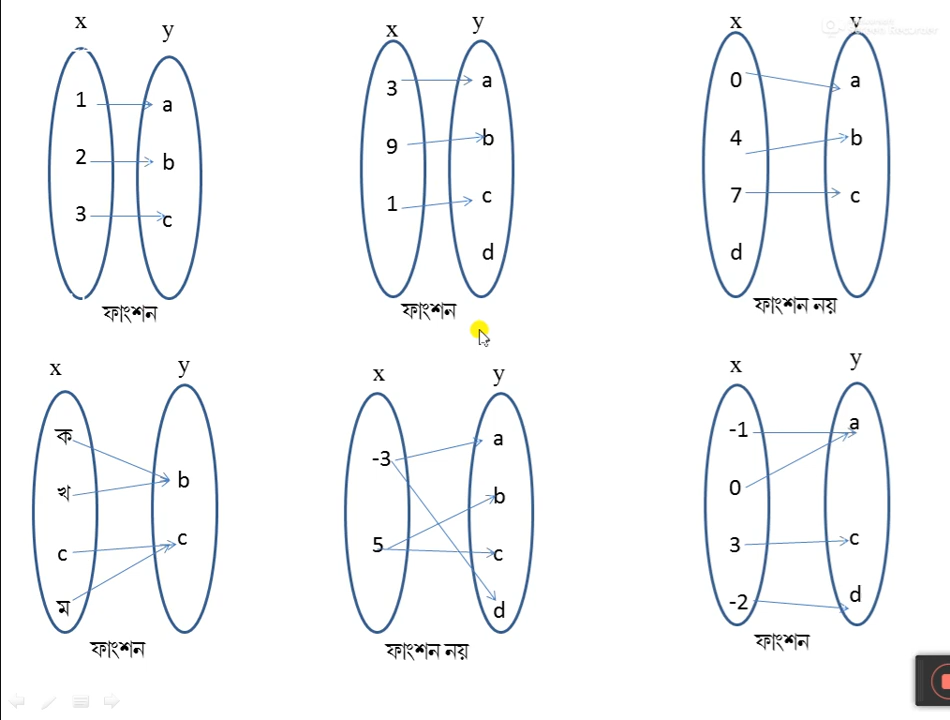 x y
1 a
2 b
3 c
ফাংশন
x y
3 a
9 b
1 c
d
ফাংশন
x y
0 a
4 b
7 c
d
ফাংশন নয়
x y
ক
খ b
c c
ম
ফাংশন
x y
-3 a
b
5 c
d
ফাংশন নয়
x y
-1 a
0
3 c
-2 d
ফাংশন